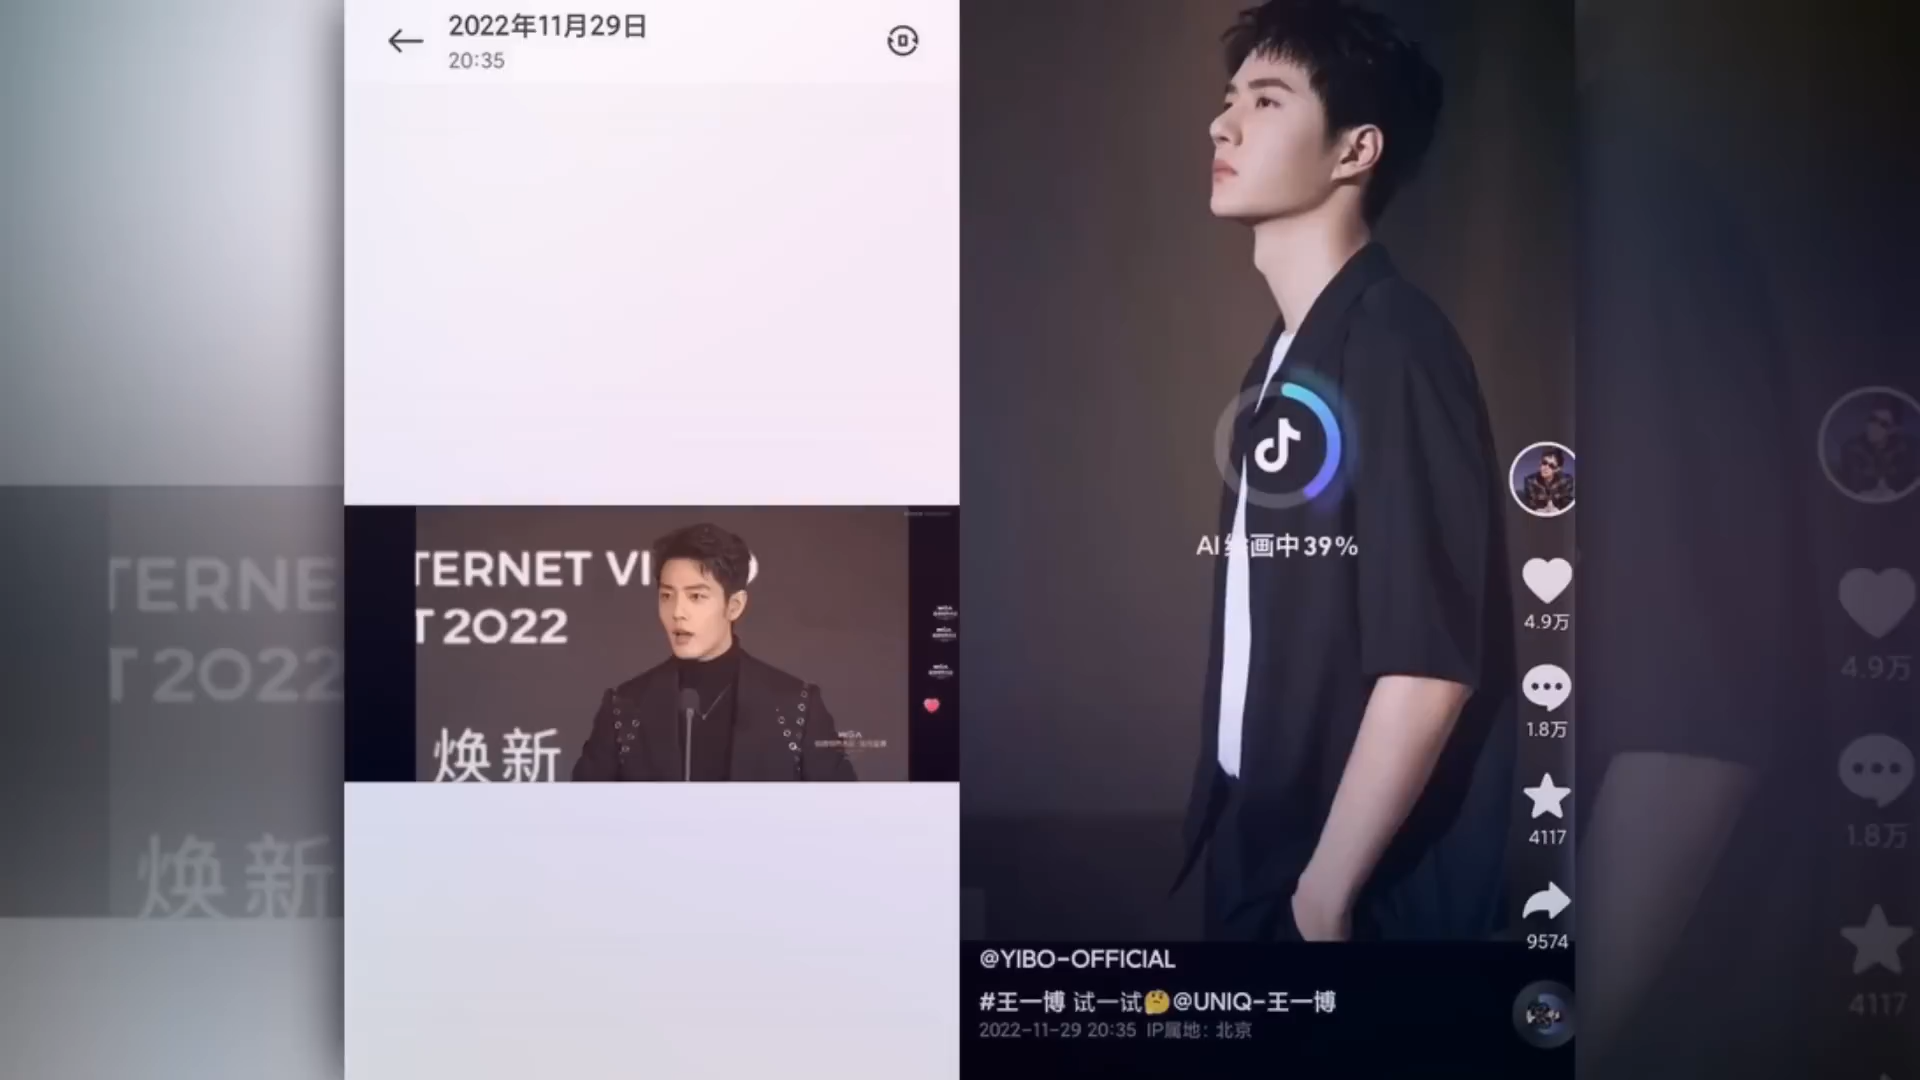 2022年11月29日
20:35
TERNET VI
T 2022
焕新
AI绘画中39%
4.9万
1.8万
4117
9574
@YIBO-OFFICIAL
#王一博 试一试🤔@UNIQ-王一博
2022-11-29 20:35 IP属地：北京
TERNE
T 2022
焕新
4.9万
1.8万
4117